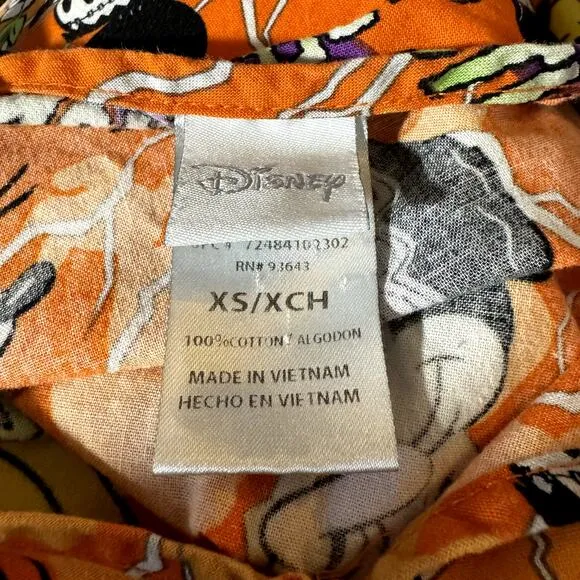 Disney
72484102302
RN# 93643
XS/XCH
100%COTTON/ ALGODON
MADE IN VIETNAM
HECHO EN VIETNAM